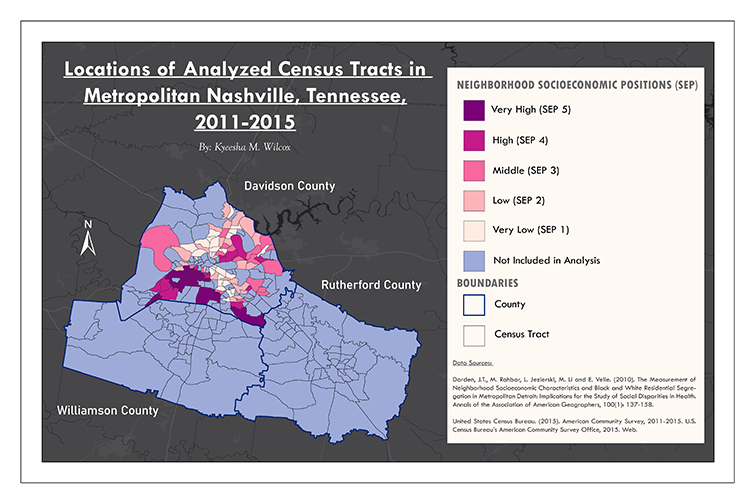 Locations of Analyzed Census Tracts in
Metropolitan Nashville, Tennessee,
2011-2015
By: Kyeesha M. Wilcox
Davidson County
N
Rutherford County
Williamson County
NEIGHBORHOOD SOCIOECONOMIC POSITIONS (SEP)
Very High (SEP 5)
High (SEP 4)
Middle (SEP 3)
Low (SEP 2)
Very Low (SEP 1)
Not Included in Analysis
BOUNDARIES
County
Census Tract
Data Sources:
Darden, J.T., M. Rahbar, L. Jezierski, M. Li and E. Velie. (2010). The Measurement of
Neighborhood Socioeconomic Characteristics and Black and White Residential Segre-
gation in Metropolitan Detroit: Implications for the Study of Social Disparities in Health.
Annals of the Association of American Geographers, 100(1): 137-158.
United States Census Bureau. (2015). American Community Survey, 2011-2015. U.S.
Census Bureau's American Community Survey Office, 2015. Web.